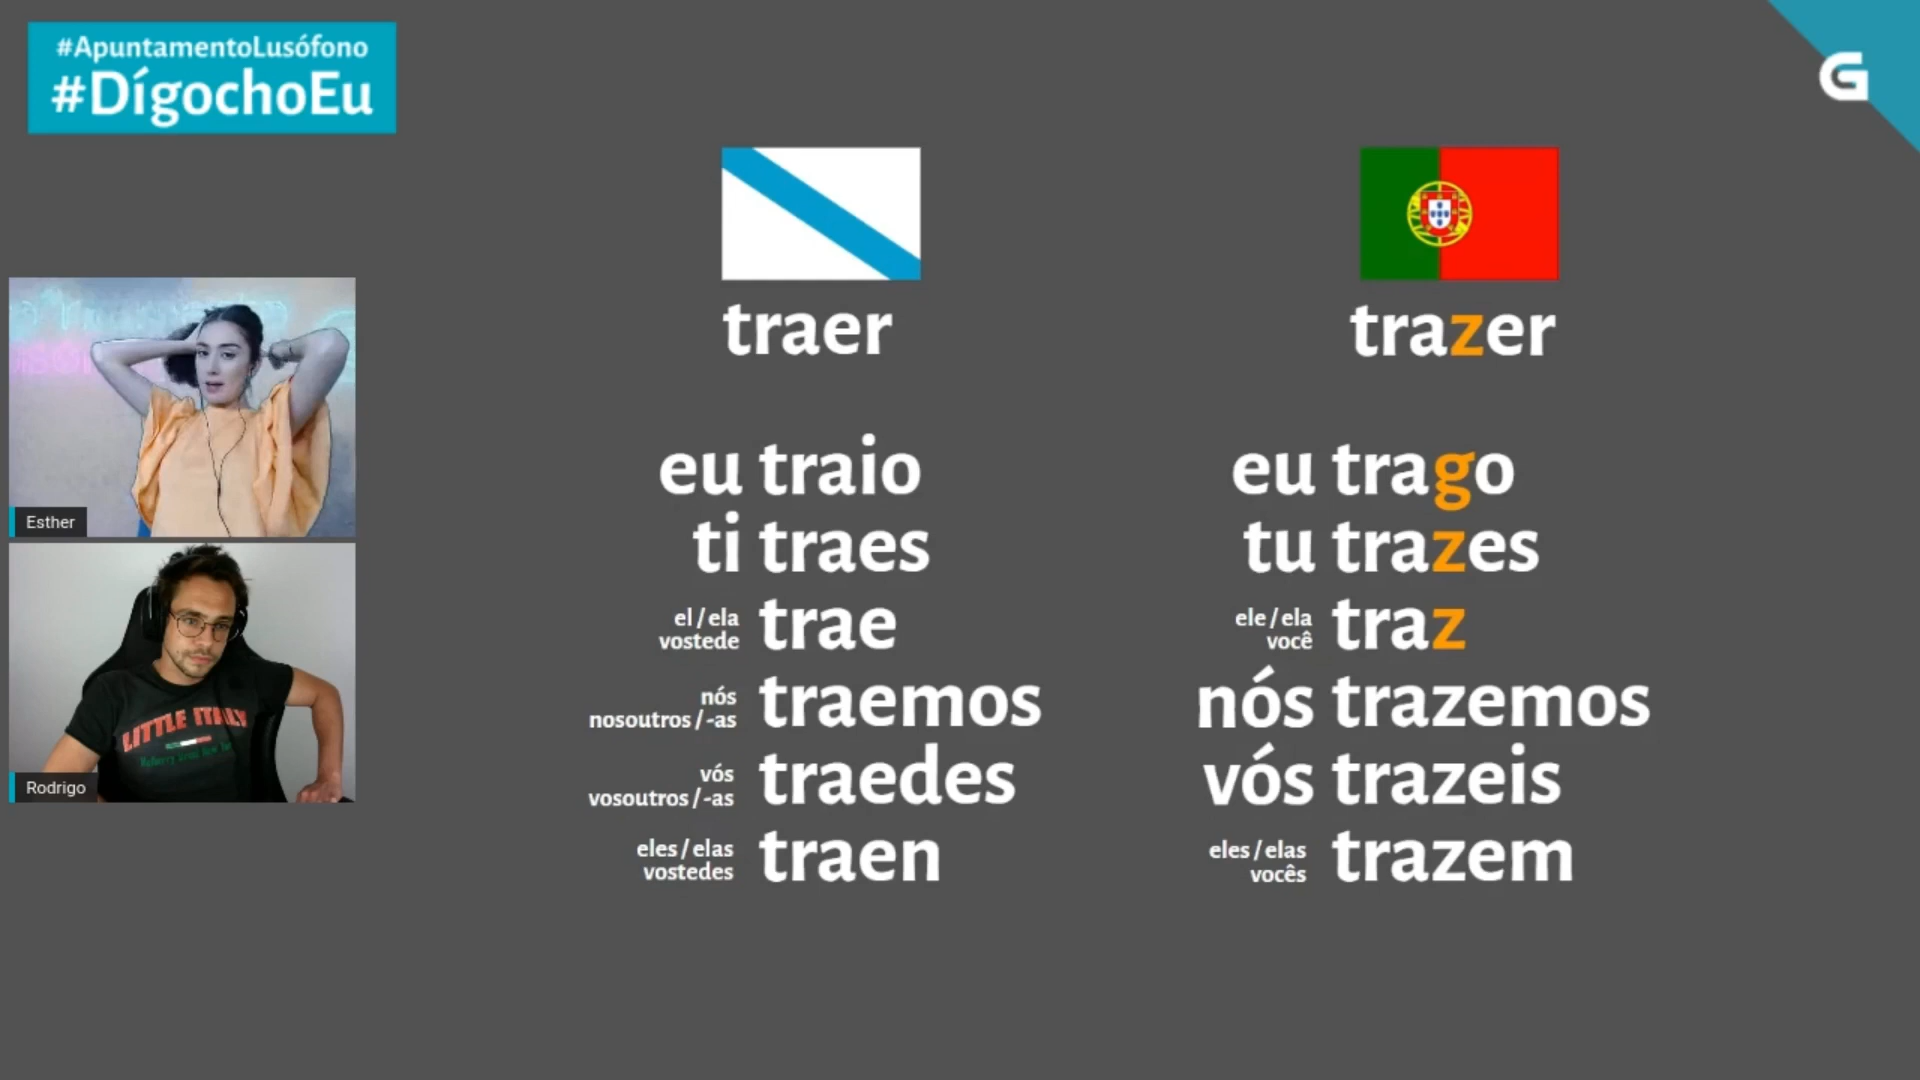 #ApuntamentoLusófono
#DígochoEu
G
traer
eu traio
ti traes
el/ela
vostede
trae
nós
nosoutros/-as
traemos
vós
vosoutros/-as
traedes
eles/elas
vostedes
traen
trazer
eu trago
tu trazes
ele/ela
você
traz
nós trazemos
vós trazeis
eles/elas
vocês
trazem
Esther
LITTLE ITALY
Rodrigo